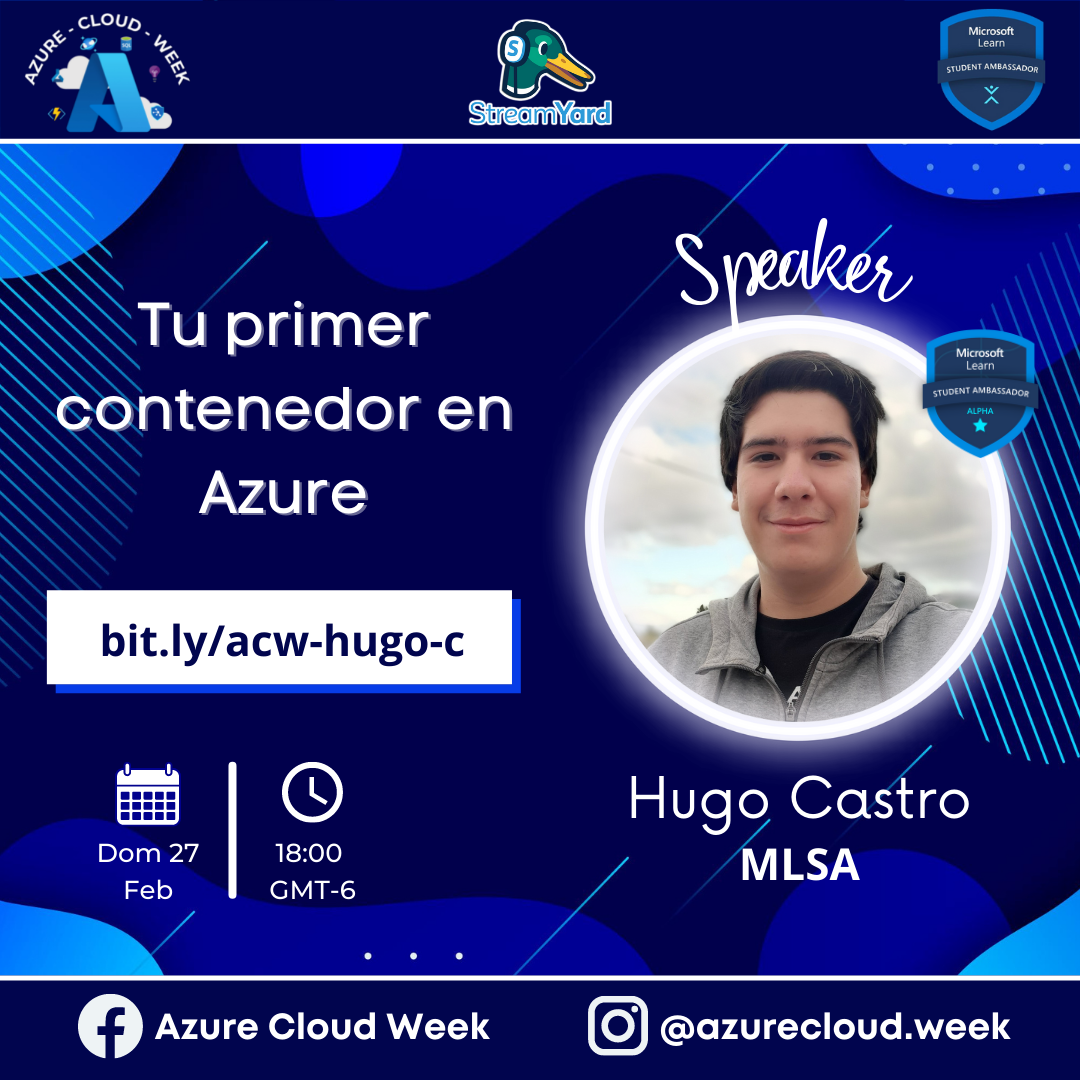 AZURE - CLOUD - WEEK
SQL
S
StreamYard
Microsoft
Learn
STUDENT AMBASSADOR
Speaker
Tu primer
contenedor en
Azure
Microsoft
Learn
STUDENT AMBASSADOR
ALPHA
bit.ly/acw-hugo-c
Dom 27
Feb
18:00
GMT-6
Hugo Castro
MLSA
Azure Cloud Week
@azurecloud.week